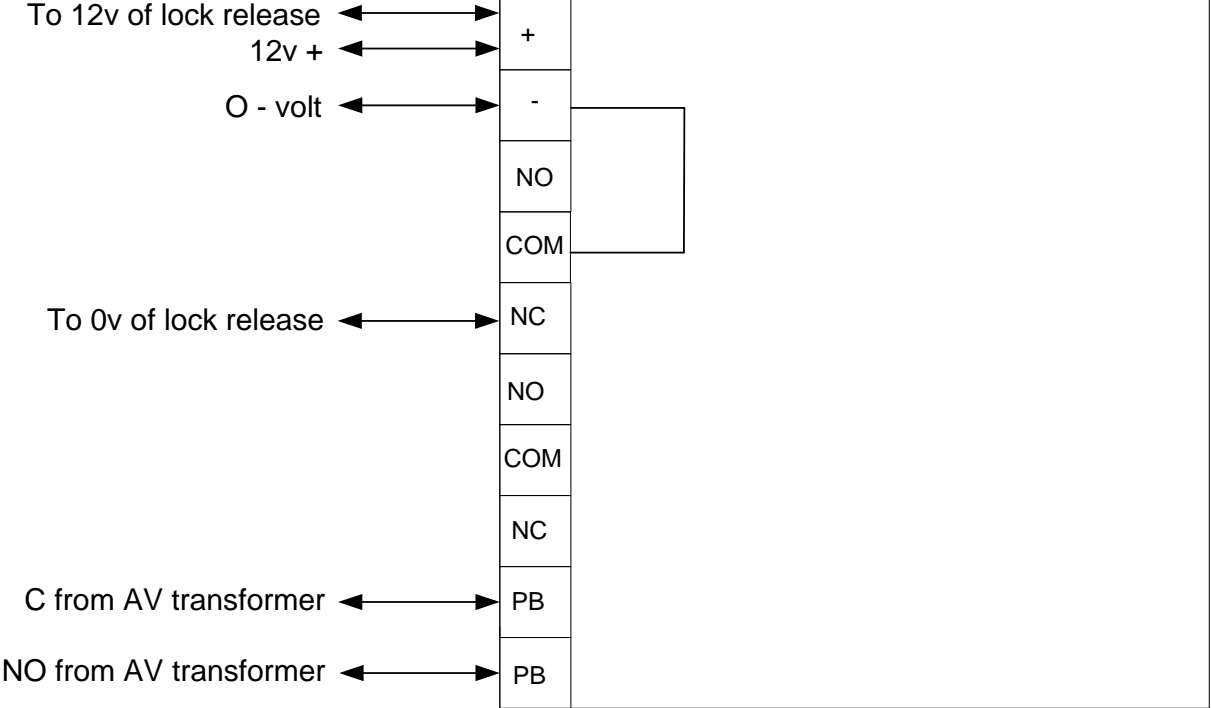 To 12v of lock release
+
12v +
O - volt
-
NO
COM
To 0v of lock release
NC
NO
COM
NC
C from AV transformer
PB
NO from AV transformer
PB